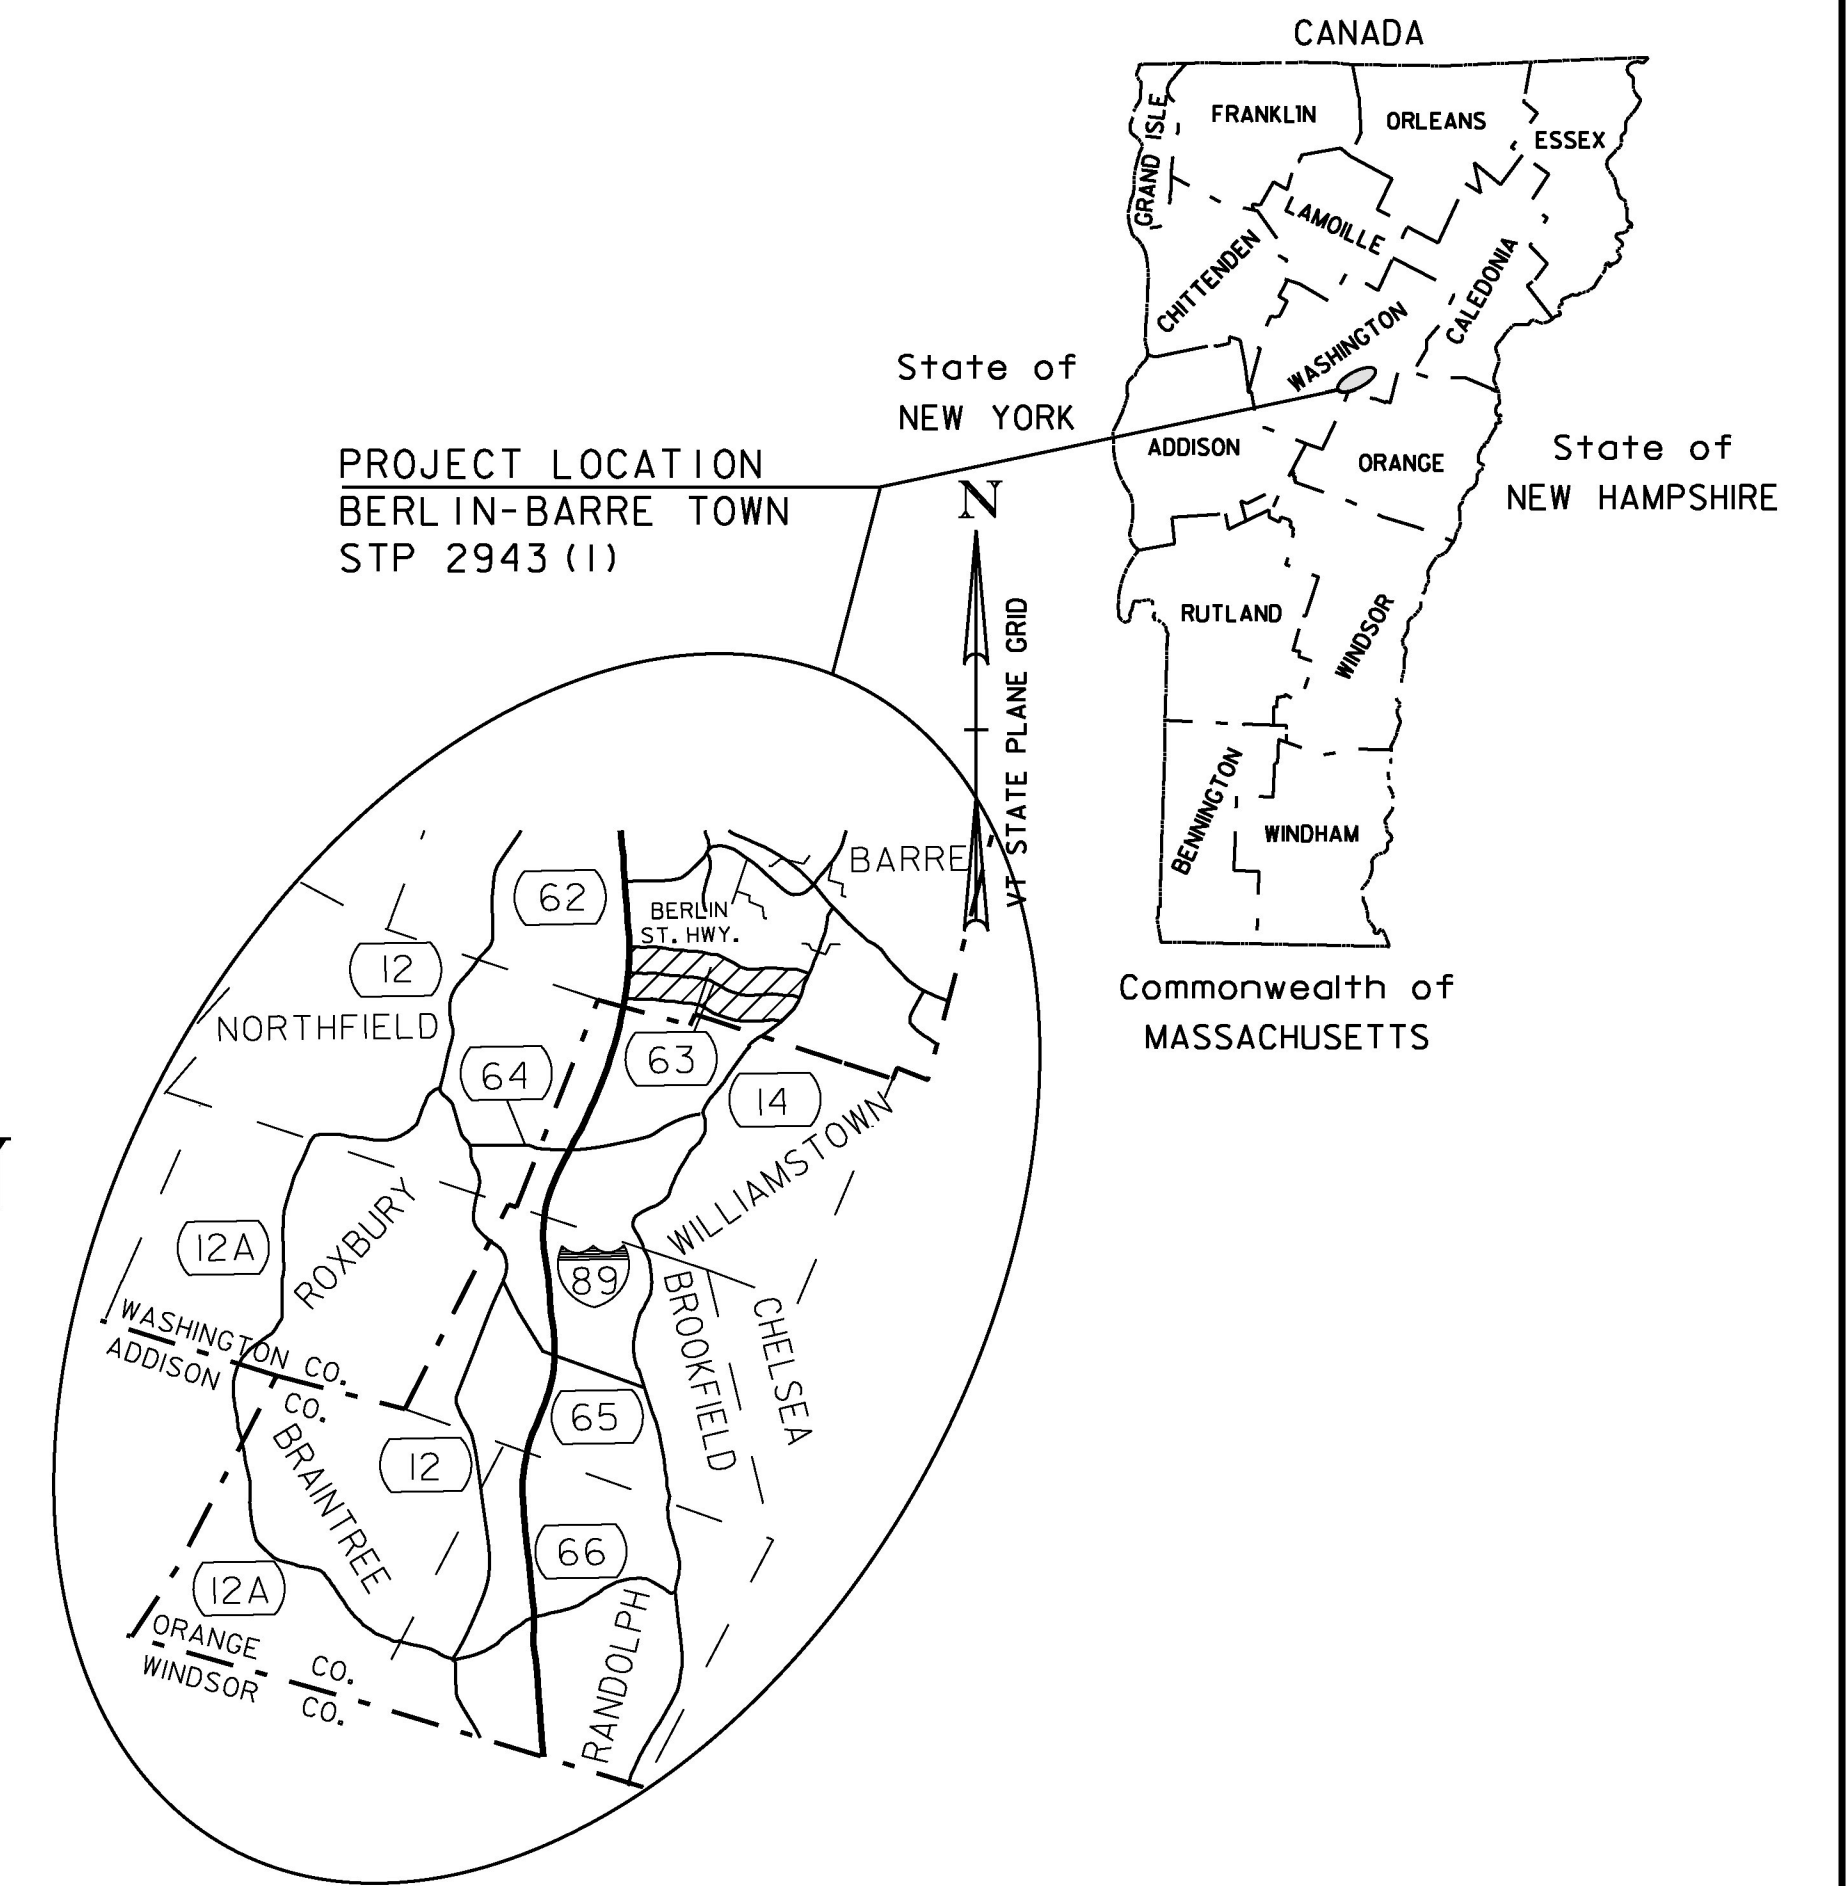 CANADA
GRAND ISLE
FRANKLIN
ORLEANS
ESSEX
LAMOILLE
CHITTENDEN
CALEDONIA
WASHINGTON
State of
NEW YORK
ADDISON
ORANGE
State of
NEW HAMPSHIRE
PROJECT LOCATION
BERLIN-BARRE TOWN
STP 2943(1)
N
VT STATE PLANE GRID
RUTLAND
WINDSOR
BENNINGTON
WINDHAM
Commonwealth of
MASSACHUSETTS
BARRE
62
BERLIN
ST. HWY.
12
NORTHFIELD
64
63
14
WILLIAMSTOWN
12A
ROXBURY
89
BROOKFIELD
CHELSEA
WASHINGTON CO.
ADDISON CO.
65
BRAINTREE
12
66
12A
ORANGE CO.
WINDSOR CO.
RANDOLPH